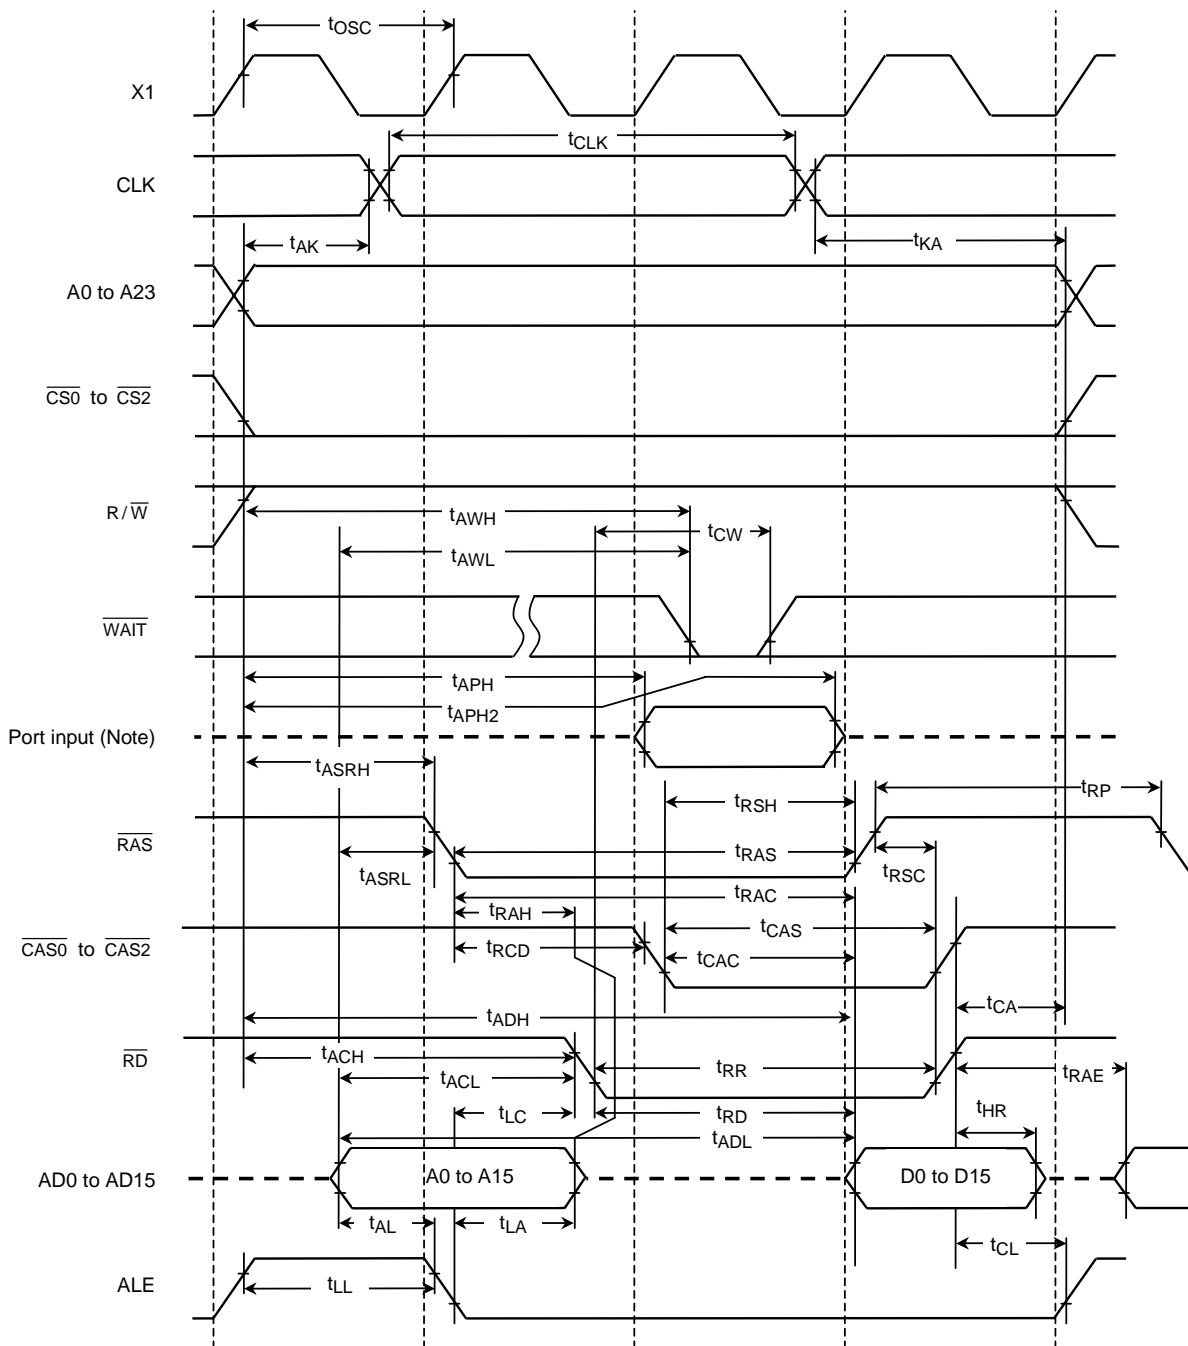 tOSC
X1
tCLK
CLK
tAK
tKA
A0 to A23
CS0 to CS2
R / W
tAWH
tCW
tAWL
WAIT
tAPH
tAPH2
Port input (Note)
tASRH
tRSH
tRP
RAS
tRAS
tASRL
tRSC
tRAC
tRAH
tCAS
CAS0 to CAS2
tRCD
tCAC
tCA
tADH
RD
tACH
tRR
tRAE
tACL
tLC
tRD
tHR
tADL
AD0 to AD15
A0 to A15
D0 to D15
tAL
tLA
tCL
ALE
tLL